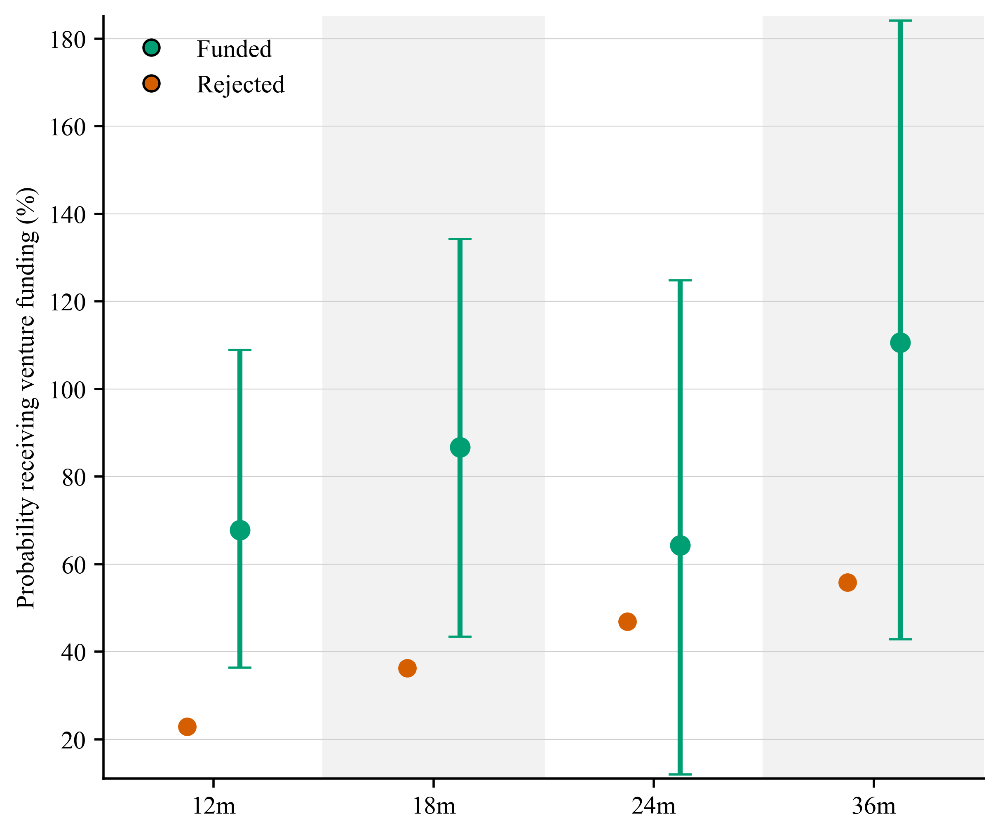 Probability receiving venture funding (%)
180
160
140
120
100
80
60
40
20
Funded
Rejected
12m
18m
24m
36m